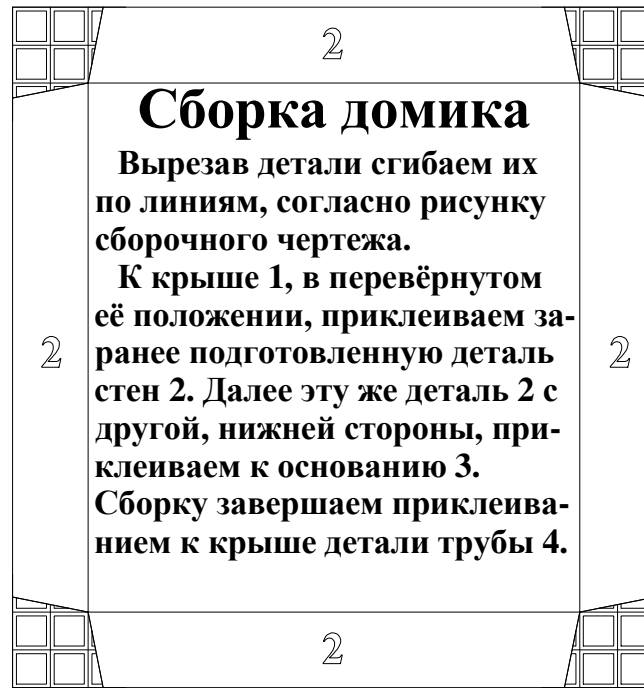 2
Сборка домика
Вырезав детали сгибаем их
по линиям, согласно рисунку
сборочного чертежа.
К крыше 1, в перевёрнутом
её положении, приклеиваем за-
2
ранее подготовленную деталь
2
стен 2. Далее эту же деталь 2 с
другой, нижней стороны, при-
клеиваем к основанию 3.
Сборку завершаем приклеива-
нием к крыше детали трубы 4.
2